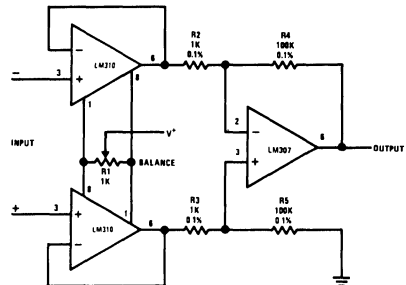 R2
1K
0.1%
R4
100K
0.1%
−
LM310
6
− 3 +
1
8
2
−
V+
INPUT
LM307
6
OUTPUT
3
+
R1
1K
BALANCE
8
1
R3
1K
0.1%
R5
100K
0.1%
+ 3 +
LM310
6
−